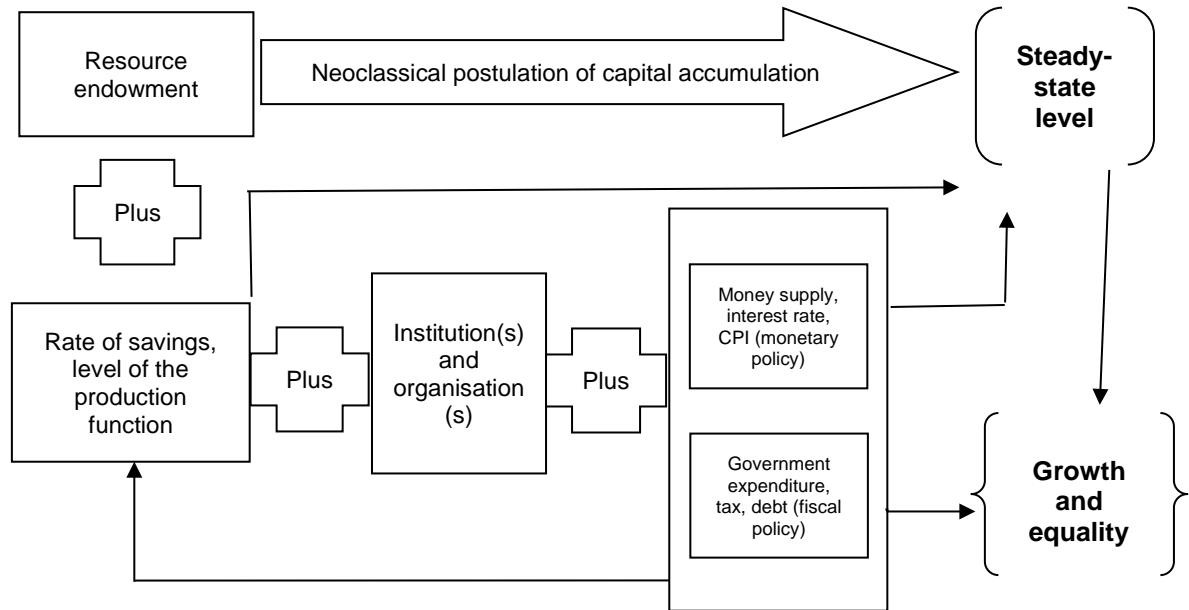 Resource
endowment
Neoclassical postulation of capital accumulation
Steady-
state
level
Plus
Rate of savings,
level of the
production
function
Plus
Institution(s)
and
organisation
(s)
Plus
Money supply,
interest rate,
CPI (monetary
policy)
Government
expenditure,
tax, debt (fiscal
policy)
Growth
and
equality